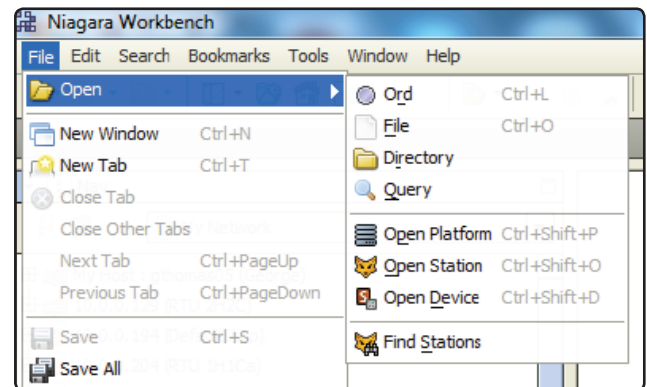 Niagara Workbench
File Edit Search Bookmarks Tools Window Help
Open
New Window Ctrl+N
New Tab Ctrl+T
Close Tab
Close Other Tabs
Next Tab Ctrl+PageUp
Previous Tab Ctrl+PageDown
Save Ctrl+S
Save All
Ord Ctrl+L
File Ctrl+O
Directory
Query
Open Platform Ctrl+Shift+P
Open Station Ctrl+Shift+O
Open Device Ctrl+Shift+D
Find Stations